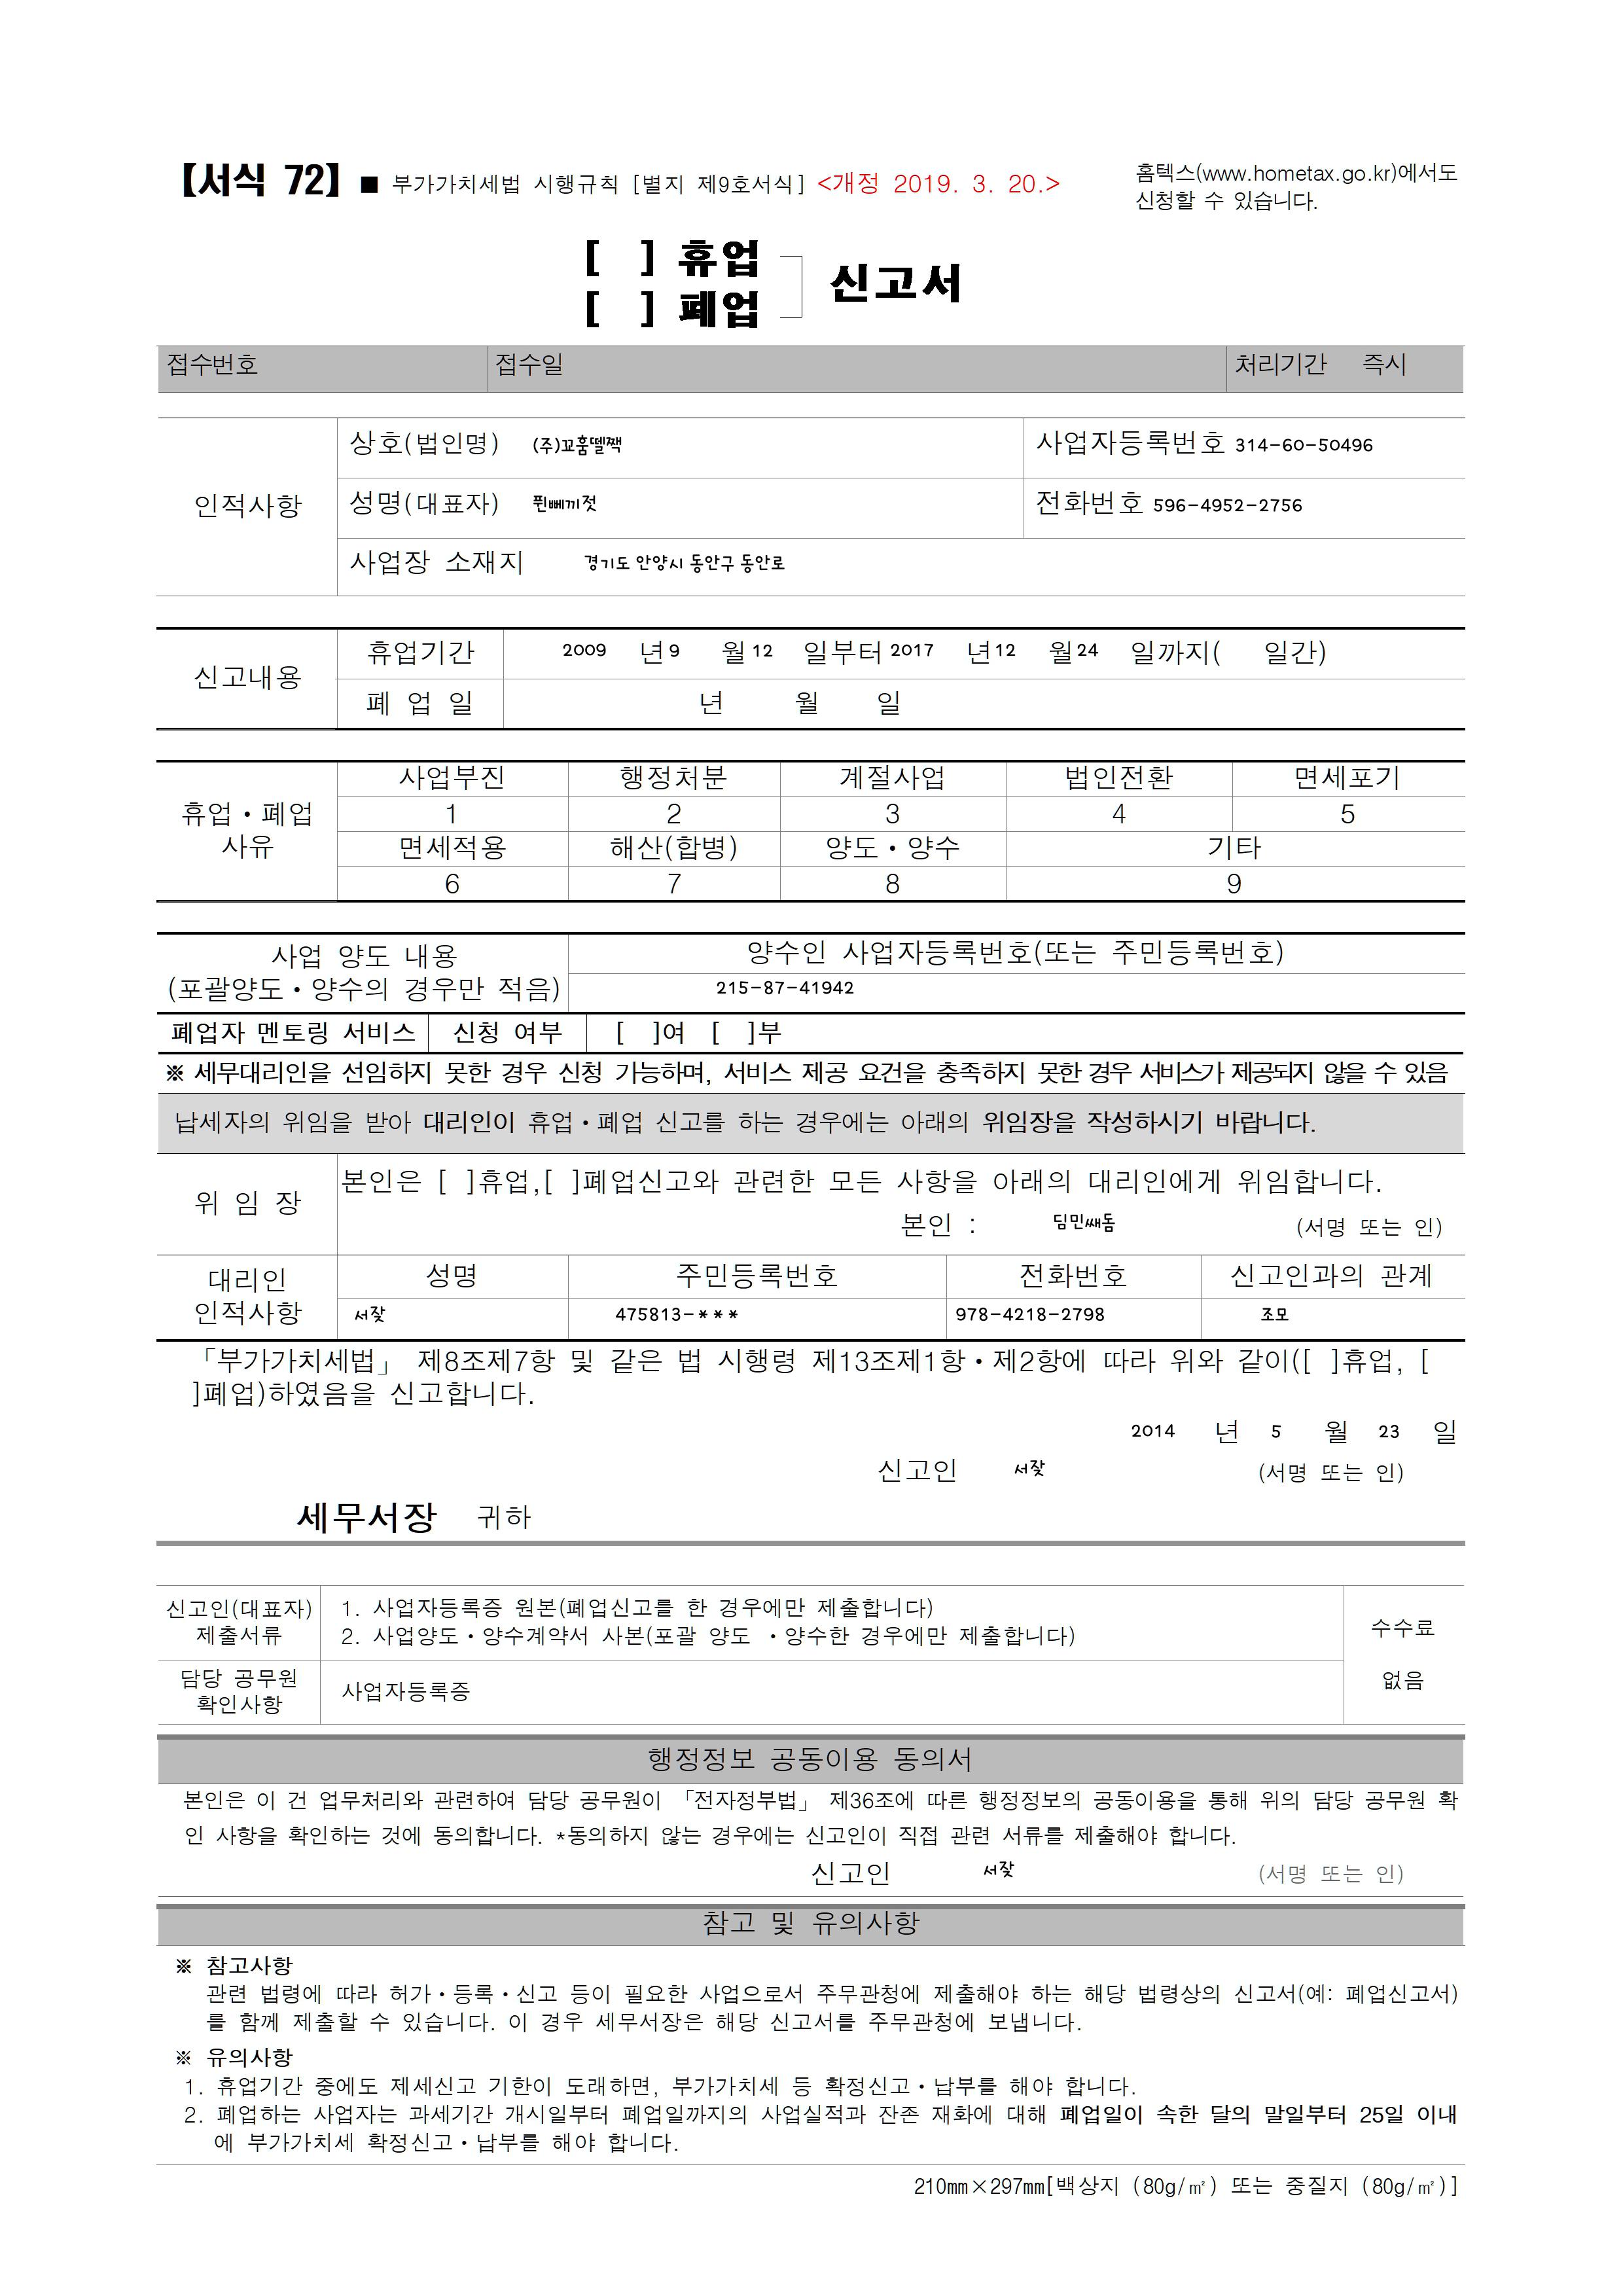 【서식 72】 ■ 부가가치세법 시행규칙 [별지 제9호서식] <개정 2019. 3. 20.>
홈텍스(www.hometax.go.kr)에서도
신청할 수 있습니다.
[ ] 휴업
[ ] 폐업
신고서
접수번호 접수일 처리기간 즉시
인적사항
상호(법인명) (주)꼬훔뗄짹 사업자등록번호 314-60-50496
성명(대표자) 퓐뻬끼젓 전화번호 596-4952-2756
사업장 소재지 경기도 안양시 동안구 동안로
신고내용
휴업기간 2009 년 9 월 12 일부터 2017 년 12 월 24 일까지( 일간)
폐 업 일 년 월 일
휴업·폐업
사유
사업부진 행정처분 계절사업 법인전환 면세포기
1 2 3 4 5
면세적용 해산(합병) 양도·양수 기타
6 7 8 9
사업 양도 내용
(포괄양도·양수의 경우만 적음)
양수인 사업자등록번호(또는 주민등록번호)
215-87-41942
폐업자 멘토링 서비스 신청 여부 [ ]여 [ ]부
※ 세무대리인을 선임하지 못한 경우 신청 가능하며, 서비스 제공 요건을 충족하지 못한 경우 서비스가 제공되지 않을 수 있음
납세자의 위임을 받아 대리인이 휴업·폐업 신고를 하는 경우에는 아래의 위임장을 작성하시기 바랍니다.
위 임 장
본인은 [ ]휴업,[ ]폐업신고와 관련한 모든 사항을 아래의 대리인에게 위임합니다.
본인 : 딤민쌔돔 (서명 또는 인)
대리인
인적사항
성명 주민등록번호 전화번호 신고인과의 관계
서잦 475813-*** 978-4218-2798 조모
「부가가치세법」 제8조제7항 및 같은 법 시행령 제13조제1항·제2항에 따라 위와 같이([ ]휴업, [
]폐업)하였음을 신고합니다.
2014 년 5 월 23 일
신고인 서잦 (서명 또는 인)
세무서장 귀하
신고인(대표자)
제출서류
1. 사업자등록증 원본(폐업신고를 한 경우에만 제출합니다)
2. 사업양도·양수계약서 사본(포괄 양도 ·양수한 경우에만 제출합니다)
수수료
없음
담당 공무원
확인사항
사업자등록증
행정정보 공동이용 동의서
본인은 이 건 업무처리와 관련하여 담당 공무원이 「전자정부법」 제36조에 따른 행정정보의 공동이용을 통해 위의 담당 공무원 확
인 사항을 확인하는 것에 동의합니다. *동의하지 않는 경우에는 신고인이 직접 관련 서류를 제출해야 합니다.
신고인 서잦 (서명 또는 인)
참고 및 유의사항
※ 참고사항
관련 법령에 따라 허가·등록·신고 등이 필요한 사업으로서 주무관청에 제출해야 하는 해당 법령상의 신고서(예: 폐업신고서)
를 함께 제출할 수 있습니다. 이 경우 세무서장은 해당 신고서를 주무관청에 보냅니다.
※ 유의사항
1. 휴업기간 중에도 제세신고 기한이 도래하면, 부가가치세 등 확정신고·납부를 해야 합니다.
2. 폐업하는 사업자는 과세기간 개시일부터 폐업일까지의 사업실적과 잔존 재화에 대해 폐업일이 속한 달의 말일부터 25일 이내
에 부가가치세 확정신고·납부를 해야 합니다.
210mm×297mm[백상지 (80g/㎡) 또는 중질지 (80g/㎡)]